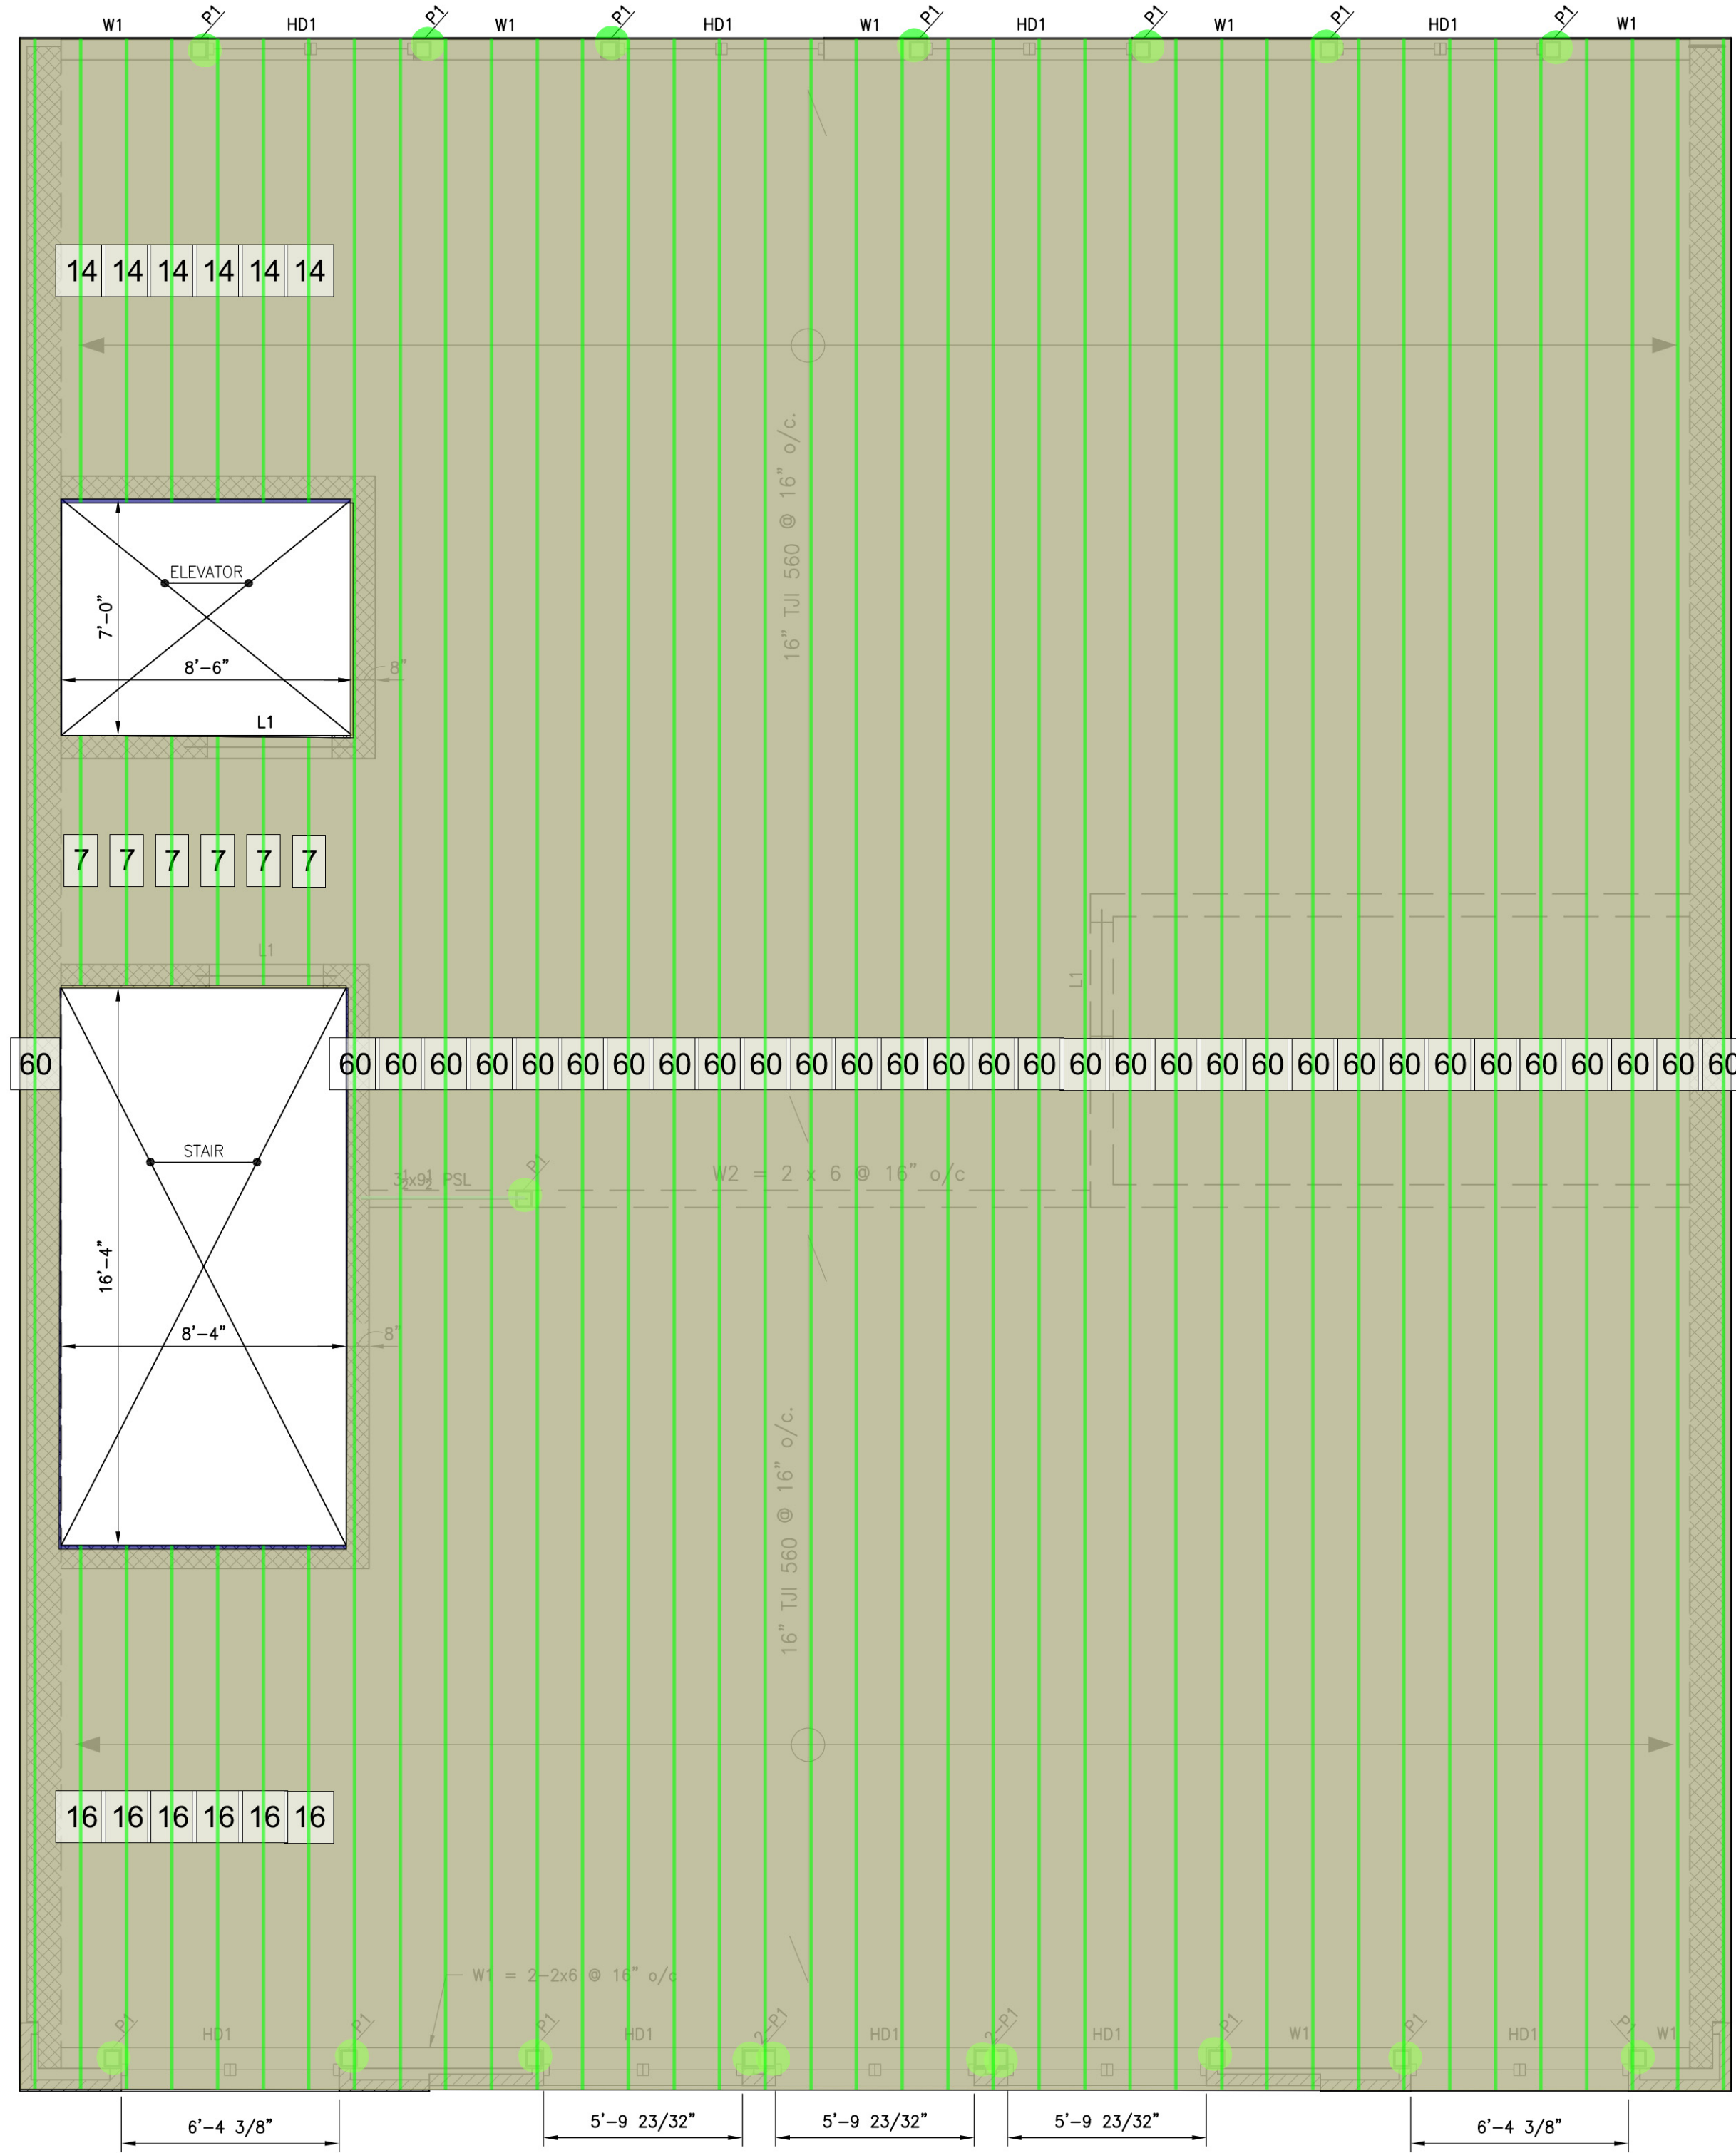 W1 P1 HD1 P1 W1 P1 HD1 W1 P1 HD1 P1 W1 P1 HD1 P1 W1
14 14 14 14 14 14
16" TJI 560 @ 16" o/c.
ELEVATOR
7'-0"
8'-6"
8"
L1
7 7 7 7 7 7
L1
L1
60 60 60 60 60 60 60 60 60 60 60 60 60 60 60 60 60 60 60 60 60 60 60 60 60 60 60 60 60 60 60 60
STAIR
3½x9½ PSL
P1
W2 = 2 x 6 @ 16" o/c
16'-4"
8'-4"
8"
16" TJI 560 @ 16" o/c.
16 16 16 16 16 16
W1 = 2-2x6 @ 16" o/c
P1 HD1 P1 P1 HD1 2-P1 HD1 2-P1 HD1 P1 W1 P1 HD1 P1 W1
6'-4 3/8" 5'-9 23/32" 5'-9 23/32" 5'-9 23/32" 6'-4 3/8"